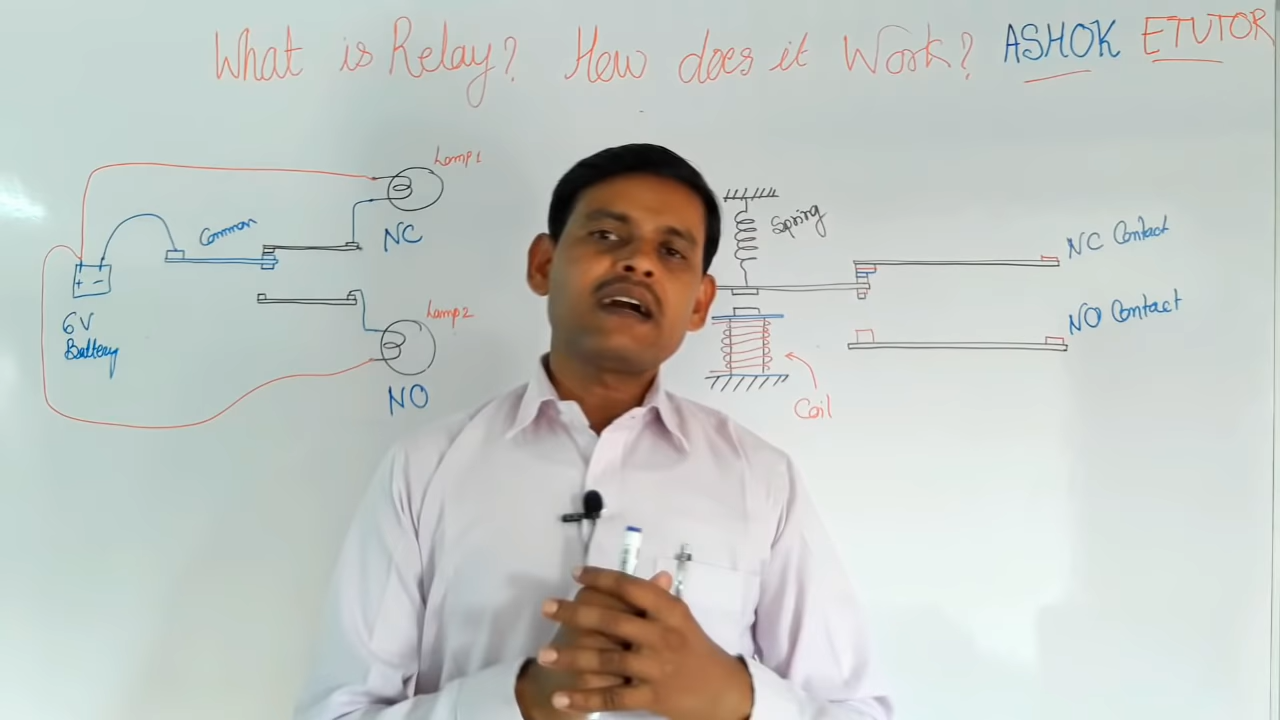 What is Relay? How does it Work? ASHOK ETUTOR
Lamp1
Common
NC
6V
Battery
+ -
Lamp2
NO
Spring
NC Contact
NO Contact
Coil